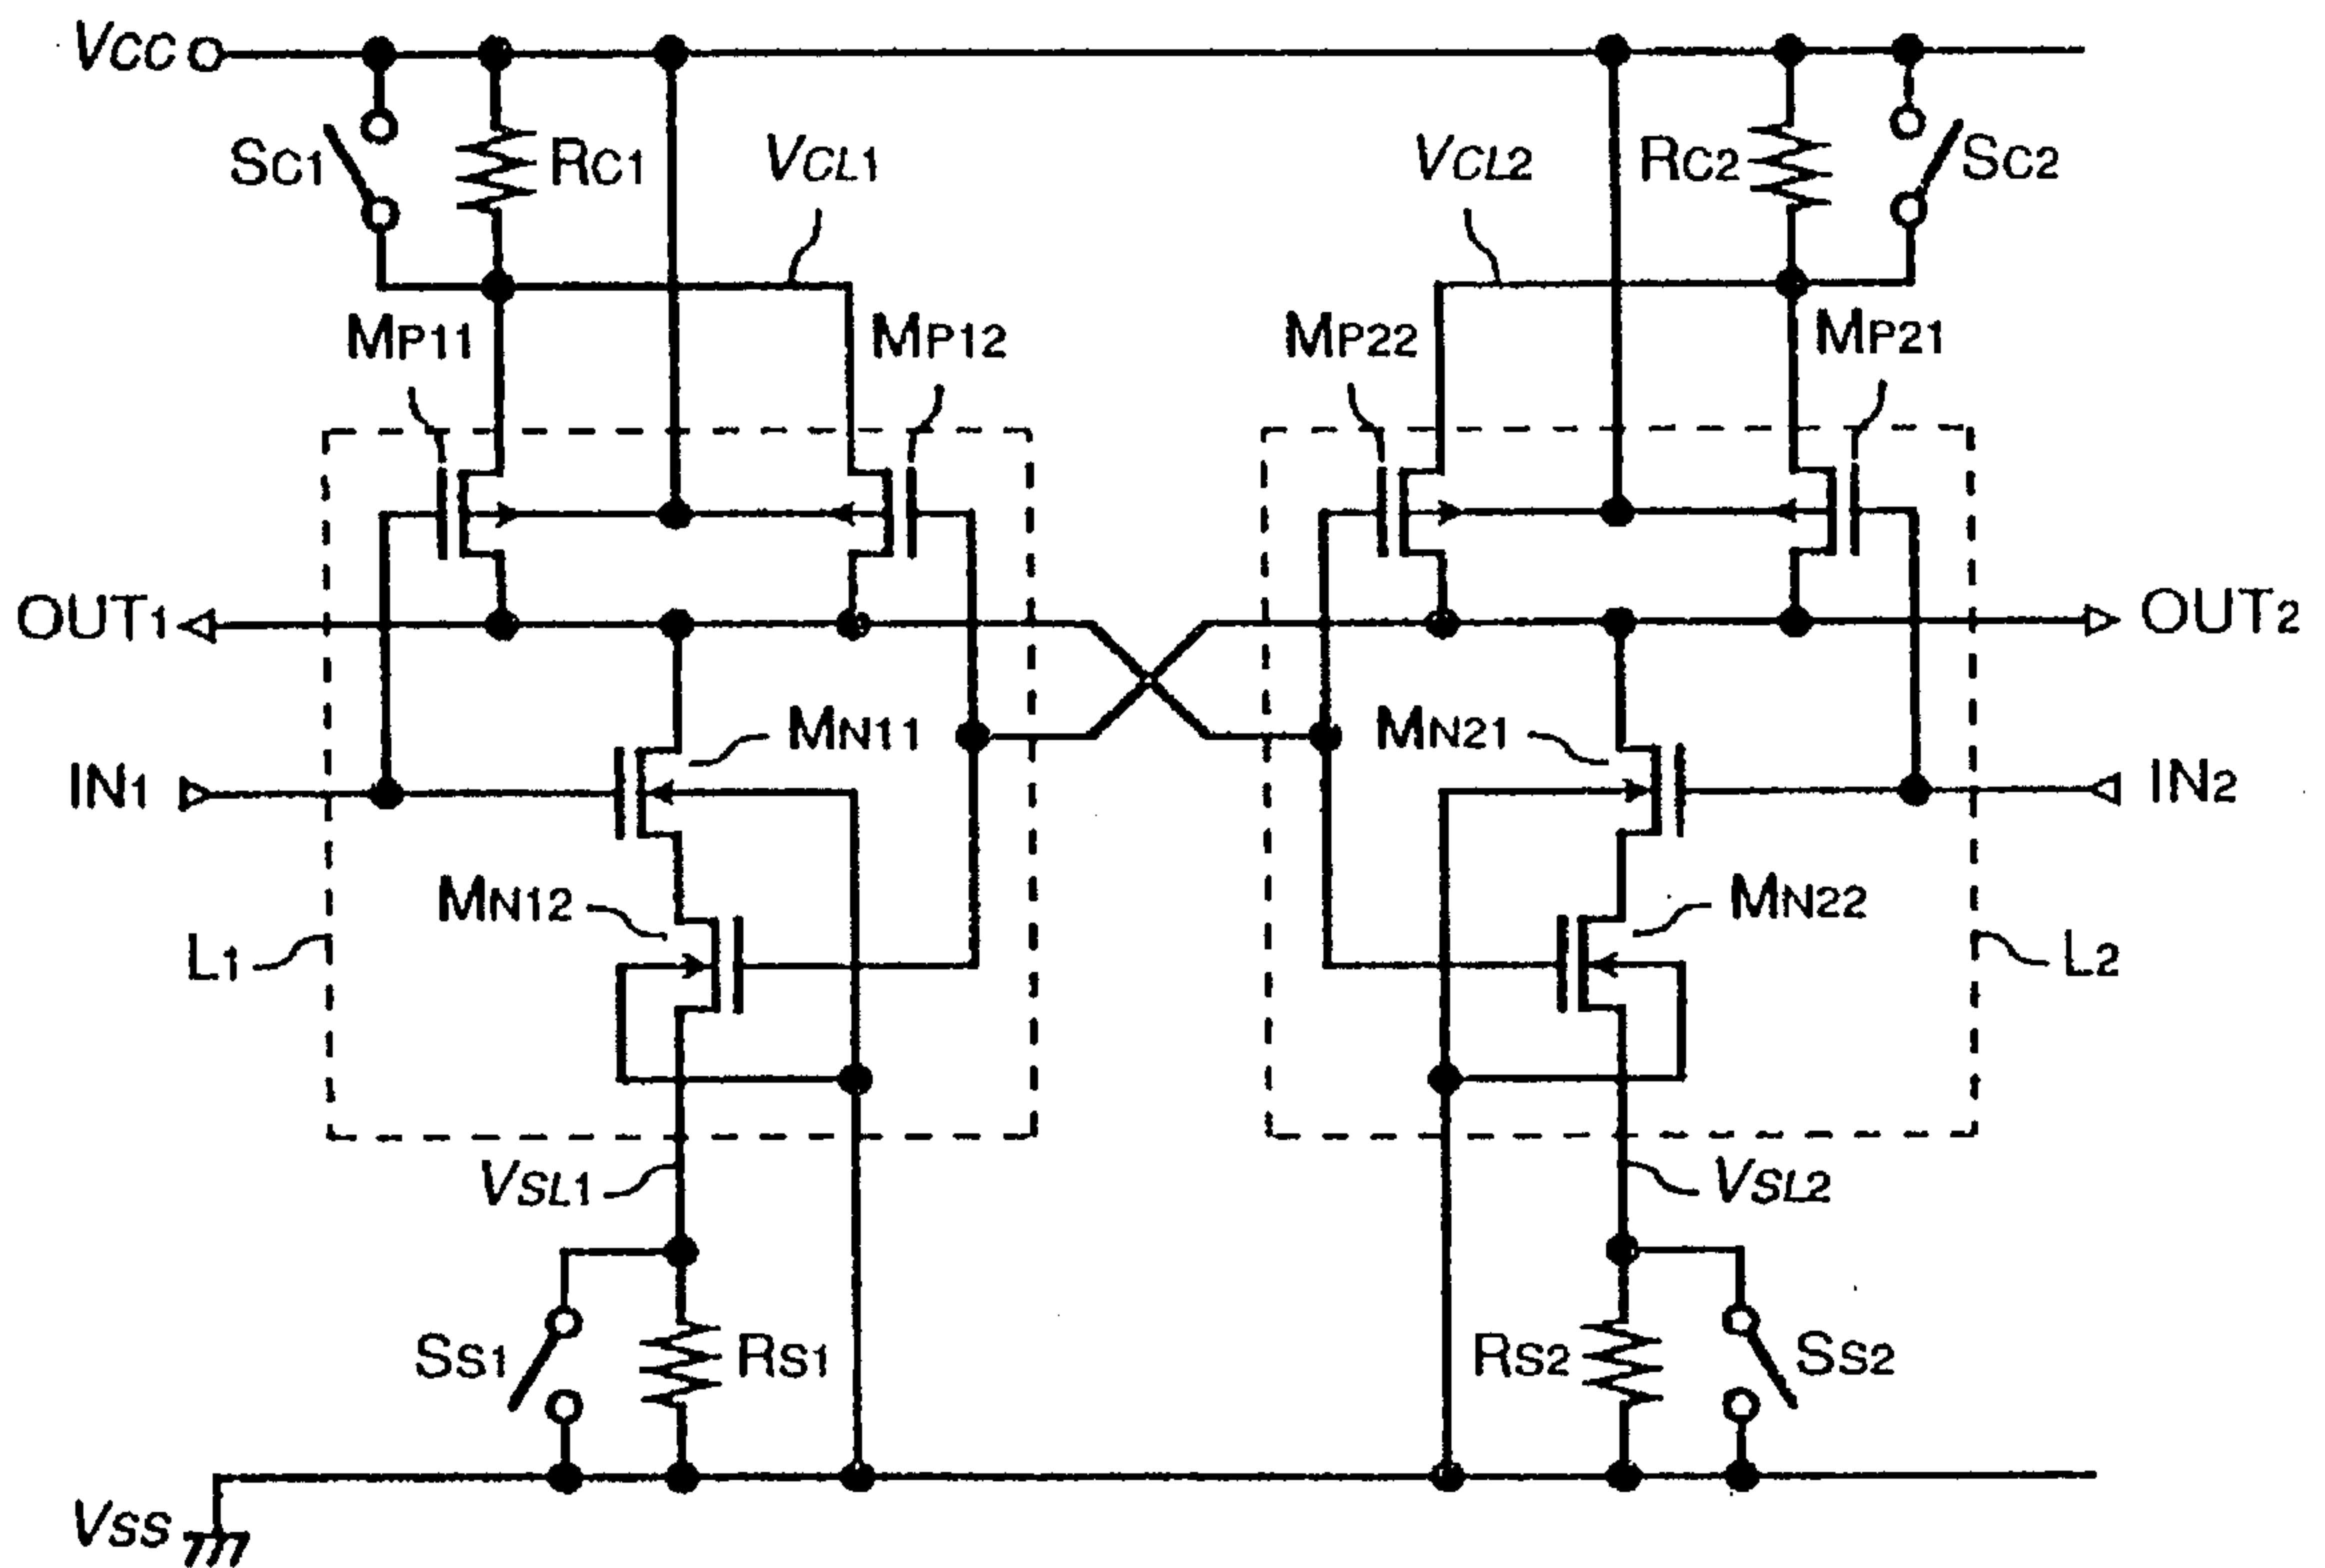 VCC
SC1
RC1
VCL1
VCL2
RC2
SC2
MP11
MP12
MP22
MP21
OUT1
OUT2
MN11
MN21
IN1
IN2
MN12
MN22
L1
L2
VSL1
VSL2
SS1
RS1
RS2
SS2
VSS